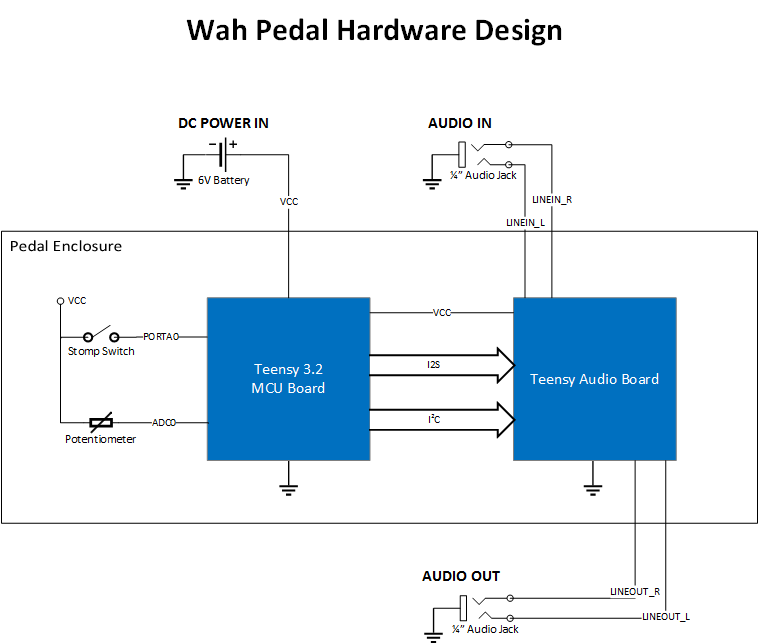 Wah Pedal Hardware Design
DC POWER IN
AUDIO IN
− +
6V Battery
¼” Audio Jack
VCC
LINEIN_R
LINEIN_L
Pedal Enclosure
VCC
VCC
PORTA0
Stomp Switch
Teensy 3.2
MCU Board
I2S
Teensy Audio Board
I²C
ADC0
Potentiometer
AUDIO OUT
LINEOUT_R
LINEOUT_L
¼” Audio Jack